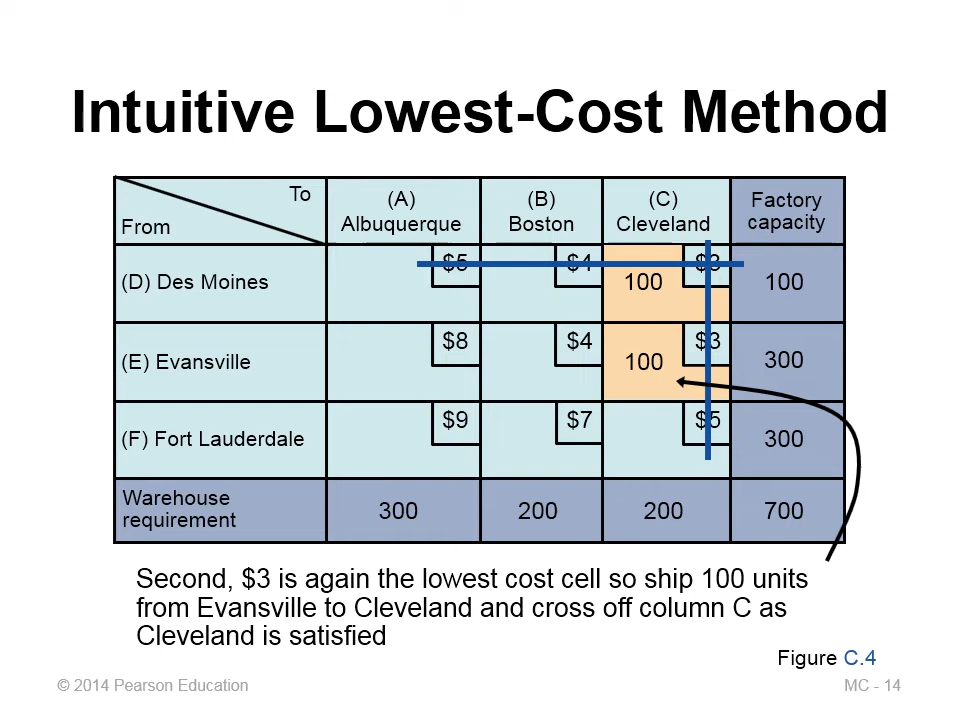 Intuitive Lowest-Cost Method
To
From
(A)
Albuquerque
(B)
Boston
(C)
Cleveland
Factory
capacity
(D) Des Moines
$5
$4
100
$3
100
(E) Evansville
$8
$4
100
$3
300
(F) Fort Lauderdale
$9
$7
$5
300
Warehouse
requirement
300
200
200
700
Second, $3 is again the lowest cost cell so ship 100 units
from Evansville to Cleveland and cross off column C as
Cleveland is satisfied
Figure C.4
© 2014 Pearson Education
MC - 14